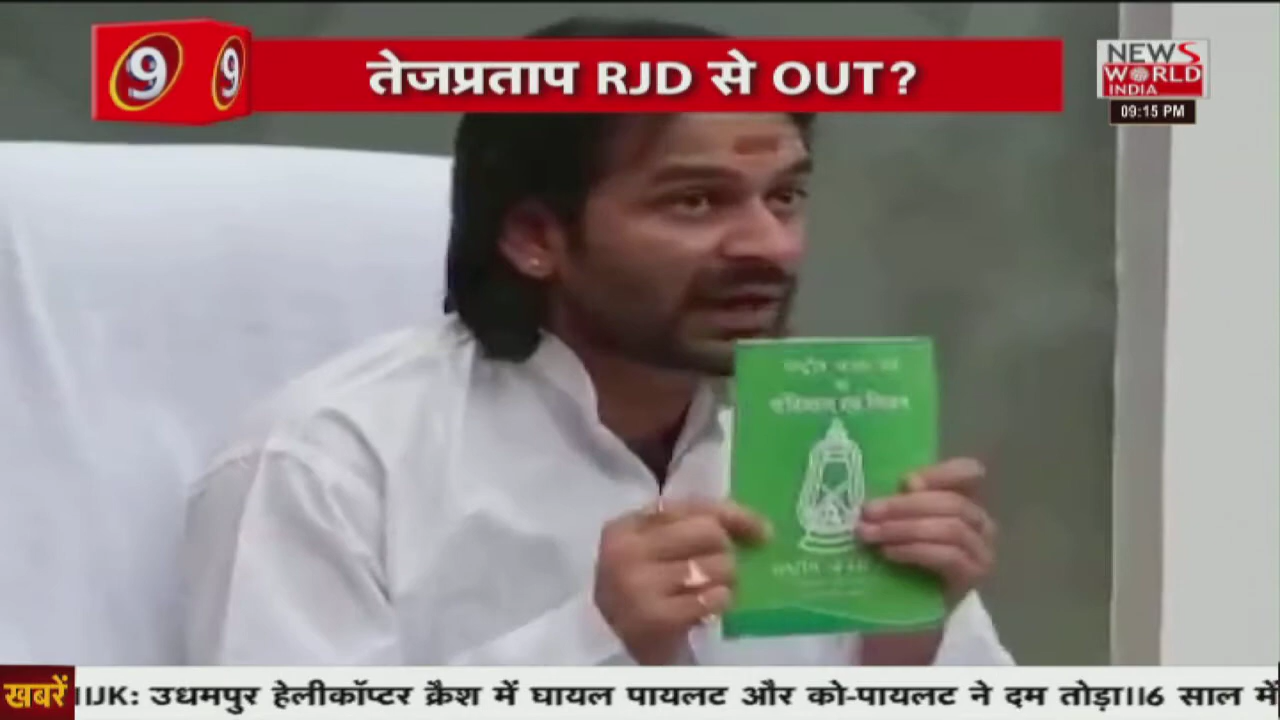 9 9
तेजप्रताप RJD से OUT?
NEWS
WORLD
INDIA
09:15 PM
खबरें
JK: उधमपुर हेलीकॉप्टर क्रैश में घायल पायलट और को-पायलट ने दम तोड़ा।।6 साल में